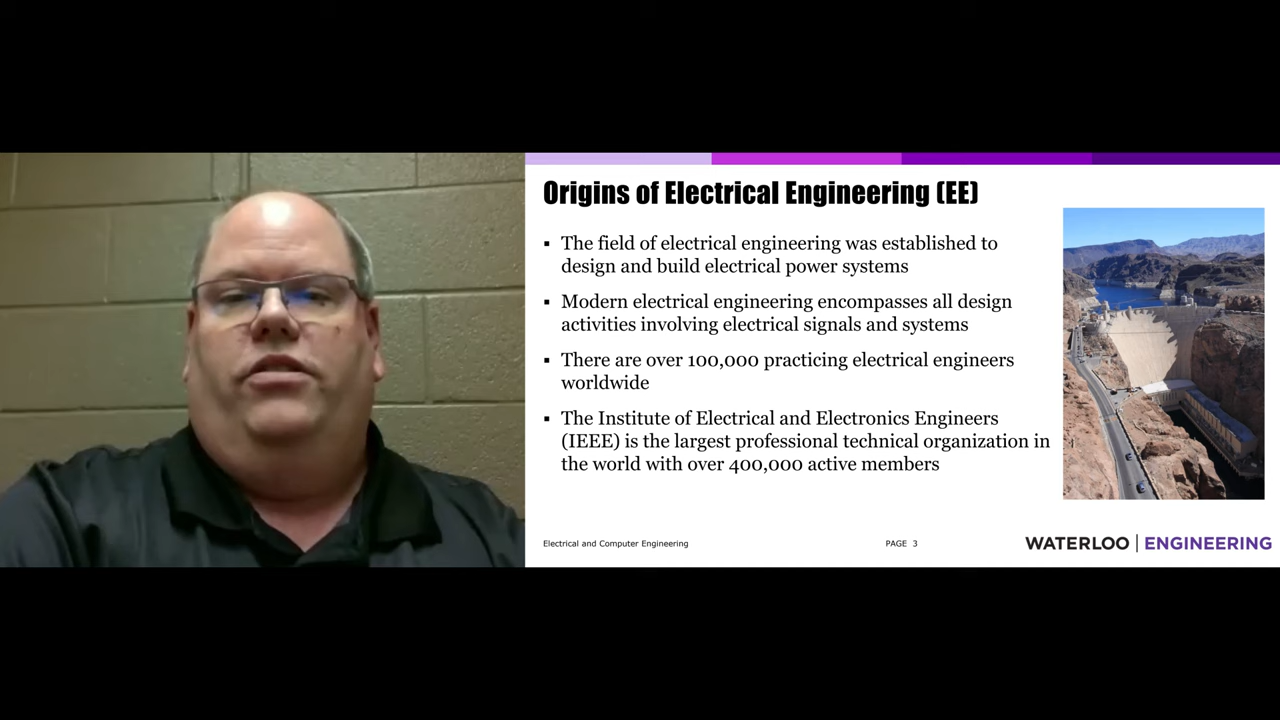 Origins of Electrical Engineering (EE)
▪ The field of electrical engineering was established to
design and build electrical power systems
▪ Modern electrical engineering encompasses all design
activities involving electrical signals and systems
▪ There are over 100,000 practicing electrical engineers
worldwide
▪ The Institute of Electrical and Electronics Engineers
(IEEE) is the largest professional technical organization in
the world with over 400,000 active members
Electrical and Computer Engineering
PAGE 3
WATERLOO | ENGINEERING